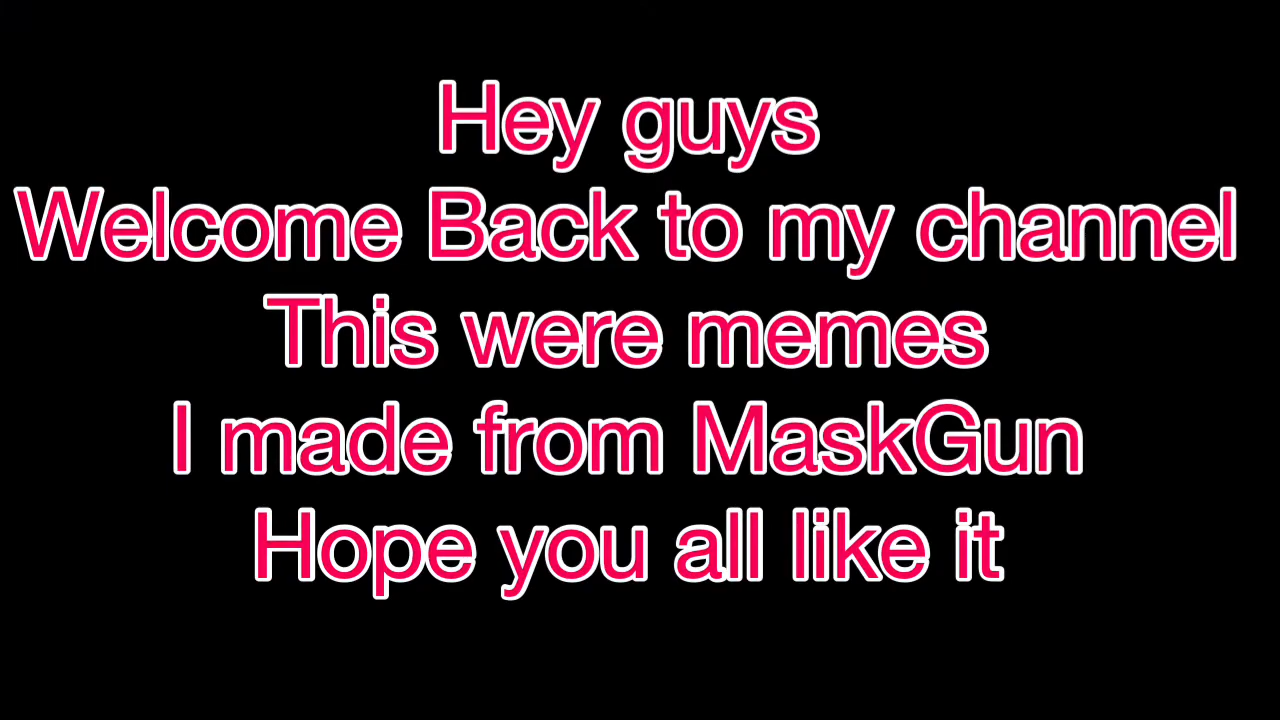 Hey guys
Welcome Back to my channel
This were memes
I made from MaskGun
Hope you all like it